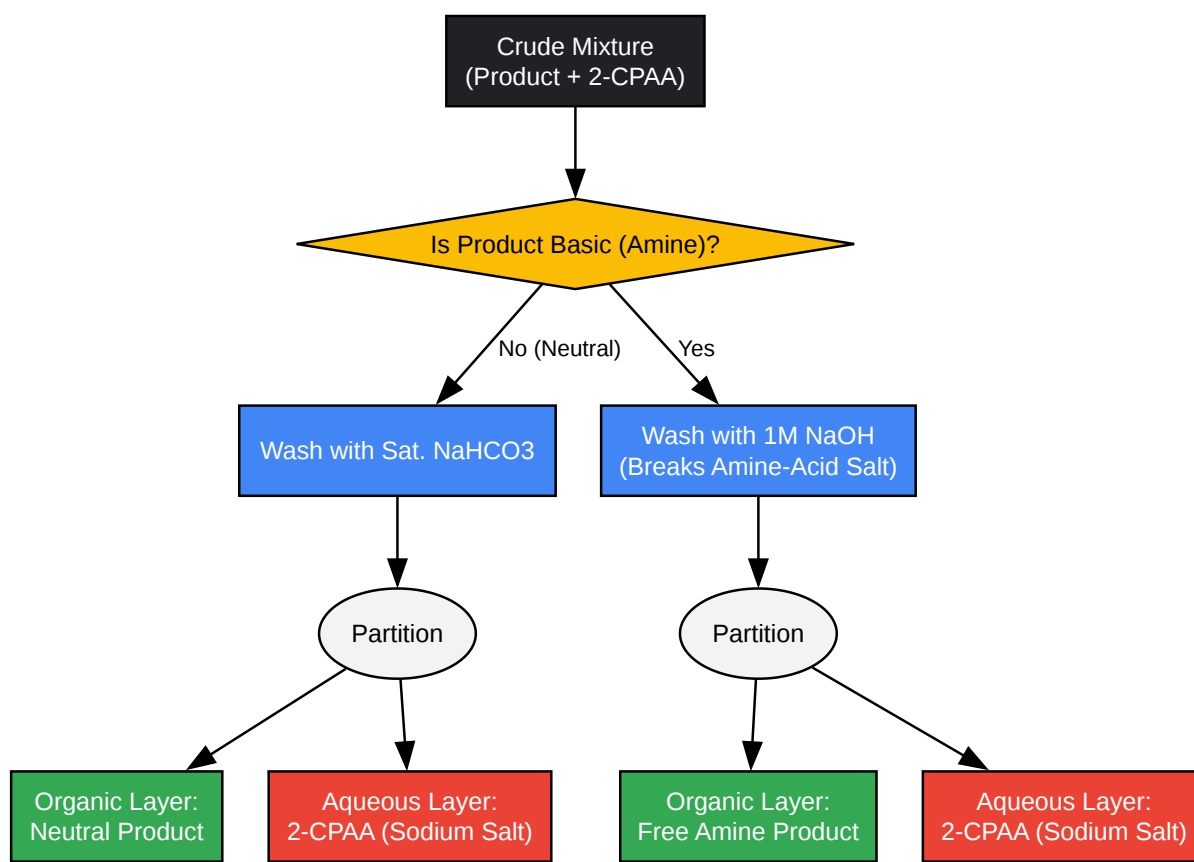 Crude Mixture
(Product + 2-CPAA)
Is Product Basic (Amine)?
No (Neutral)
Yes
Wash with Sat. NaHCO3
Wash with 1M NaOH
(Breaks Amine-Acid Salt)
Partition
Partition
Organic Layer:
Neutral Product
Aqueous Layer:
2-CPAA (Sodium Salt)
Organic Layer:
Free Amine Product
Aqueous Layer:
2-CPAA (Sodium Salt)